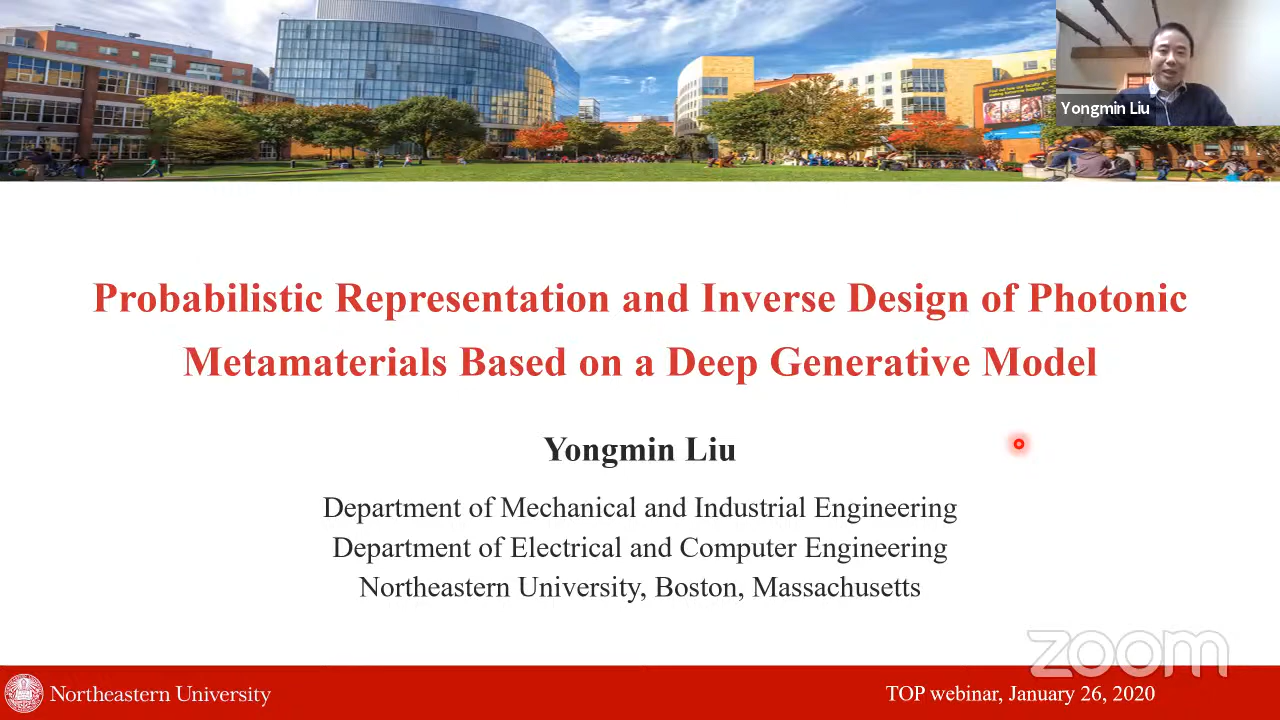 Yongmin Liu
Probabilistic Representation and Inverse Design of Photonic
Metamaterials Based on a Deep Generative Model
Yongmin Liu
Department of Mechanical and Industrial Engineering
Department of Electrical and Computer Engineering
Northeastern University, Boston, Massachusetts
zoom
Northeastern University
TOP webinar, January 26, 2020